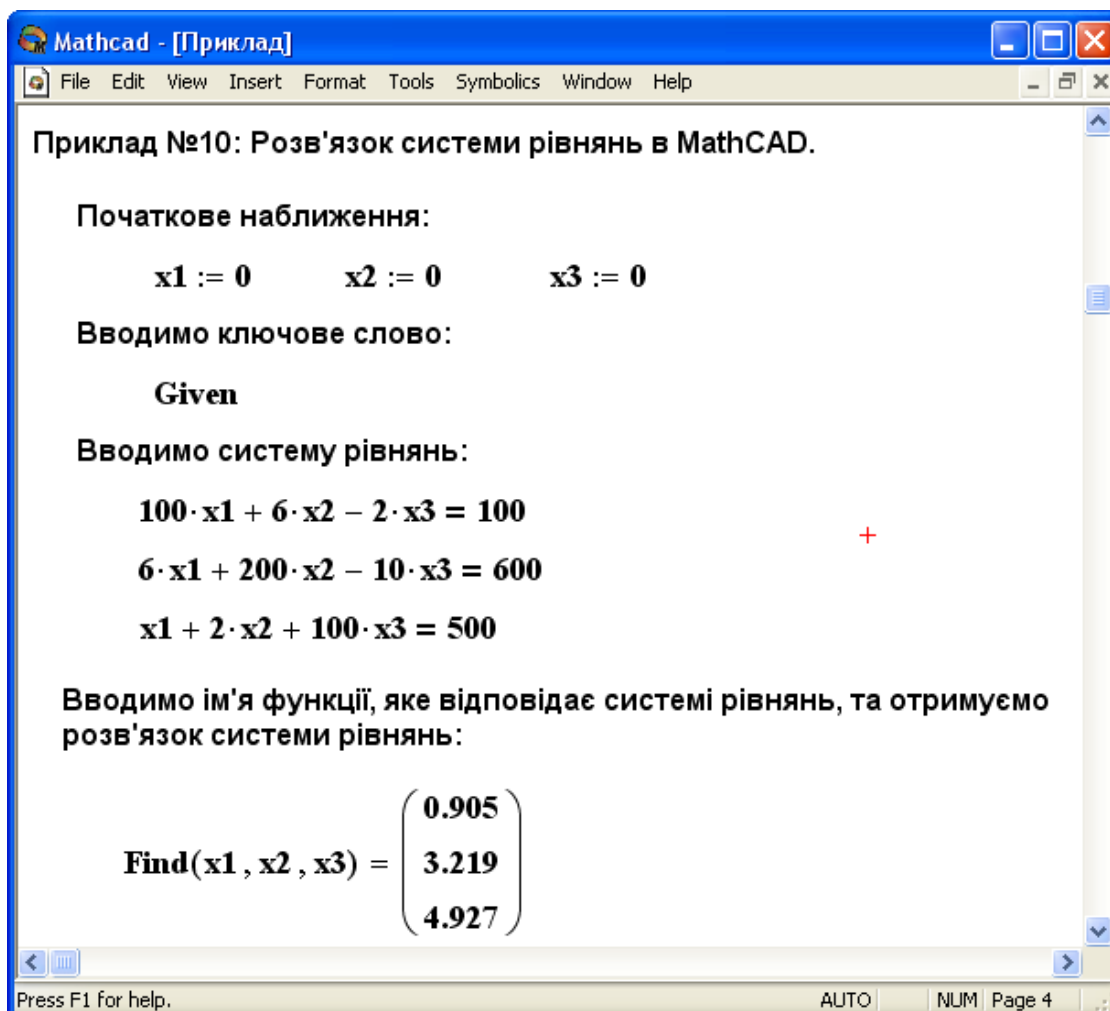 Mathcad - [Приклад]
File Edit View Insert Format Tools Symbolics Window Help
Приклад №10: Розв'язок системи рівнянь в MathCAD.
Початкове наближення:
x1 := 0 x2 := 0 x3 := 0
Вводимо ключове слово:
Given
Вводимо систему рівнянь:
100·x1 + 6·x2 − 2·x3 = 100
6·x1 + 200·x2 − 10·x3 = 600
x1 + 2·x2 + 100·x3 = 500
Вводимо ім'я функції, яке відповідає системі рівнянь, та отримуємо
розв'язок системи рівнянь:
0.905
Find(x1 , x2 , x3) = 3.219
4.927
Press F1 for help. AUTO NUM Page 4